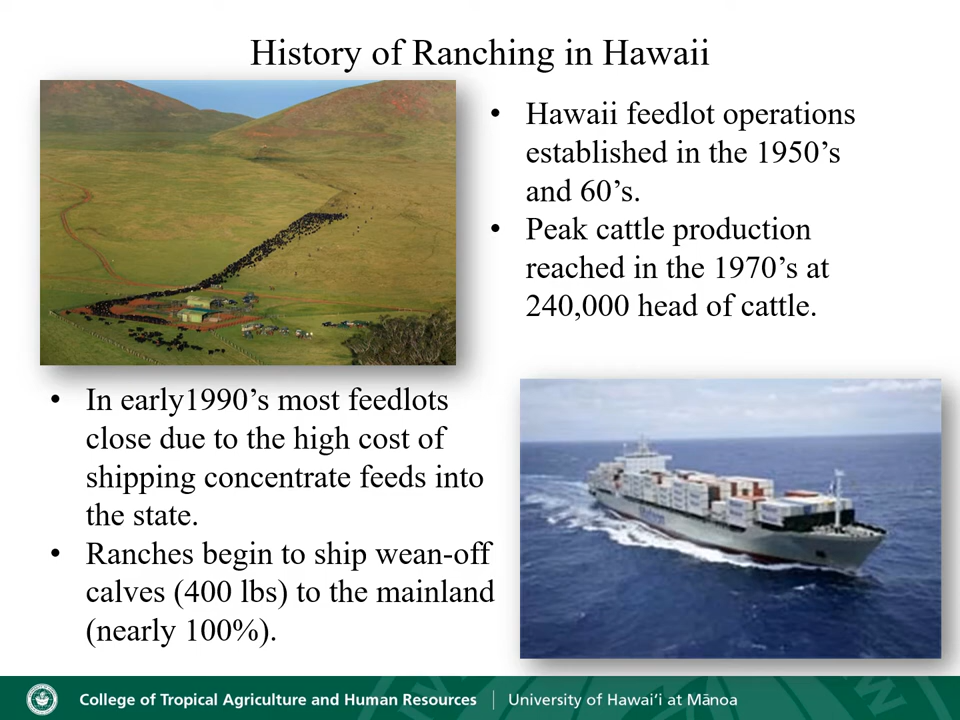 History of Ranching in Hawaii
• Hawaii feedlot operations
established in the 1950’s
and 60’s.
• Peak cattle production
reached in the 1970’s at
240,000 head of cattle.
• In early1990’s most feedlots
close due to the high cost of
shipping concentrate feeds into
the state.
• Ranches begin to ship wean-off
calves (400 lbs) to the mainland
(nearly 100%).
College of Tropical Agriculture and Human Resources | University of Hawai‘i at Mānoa